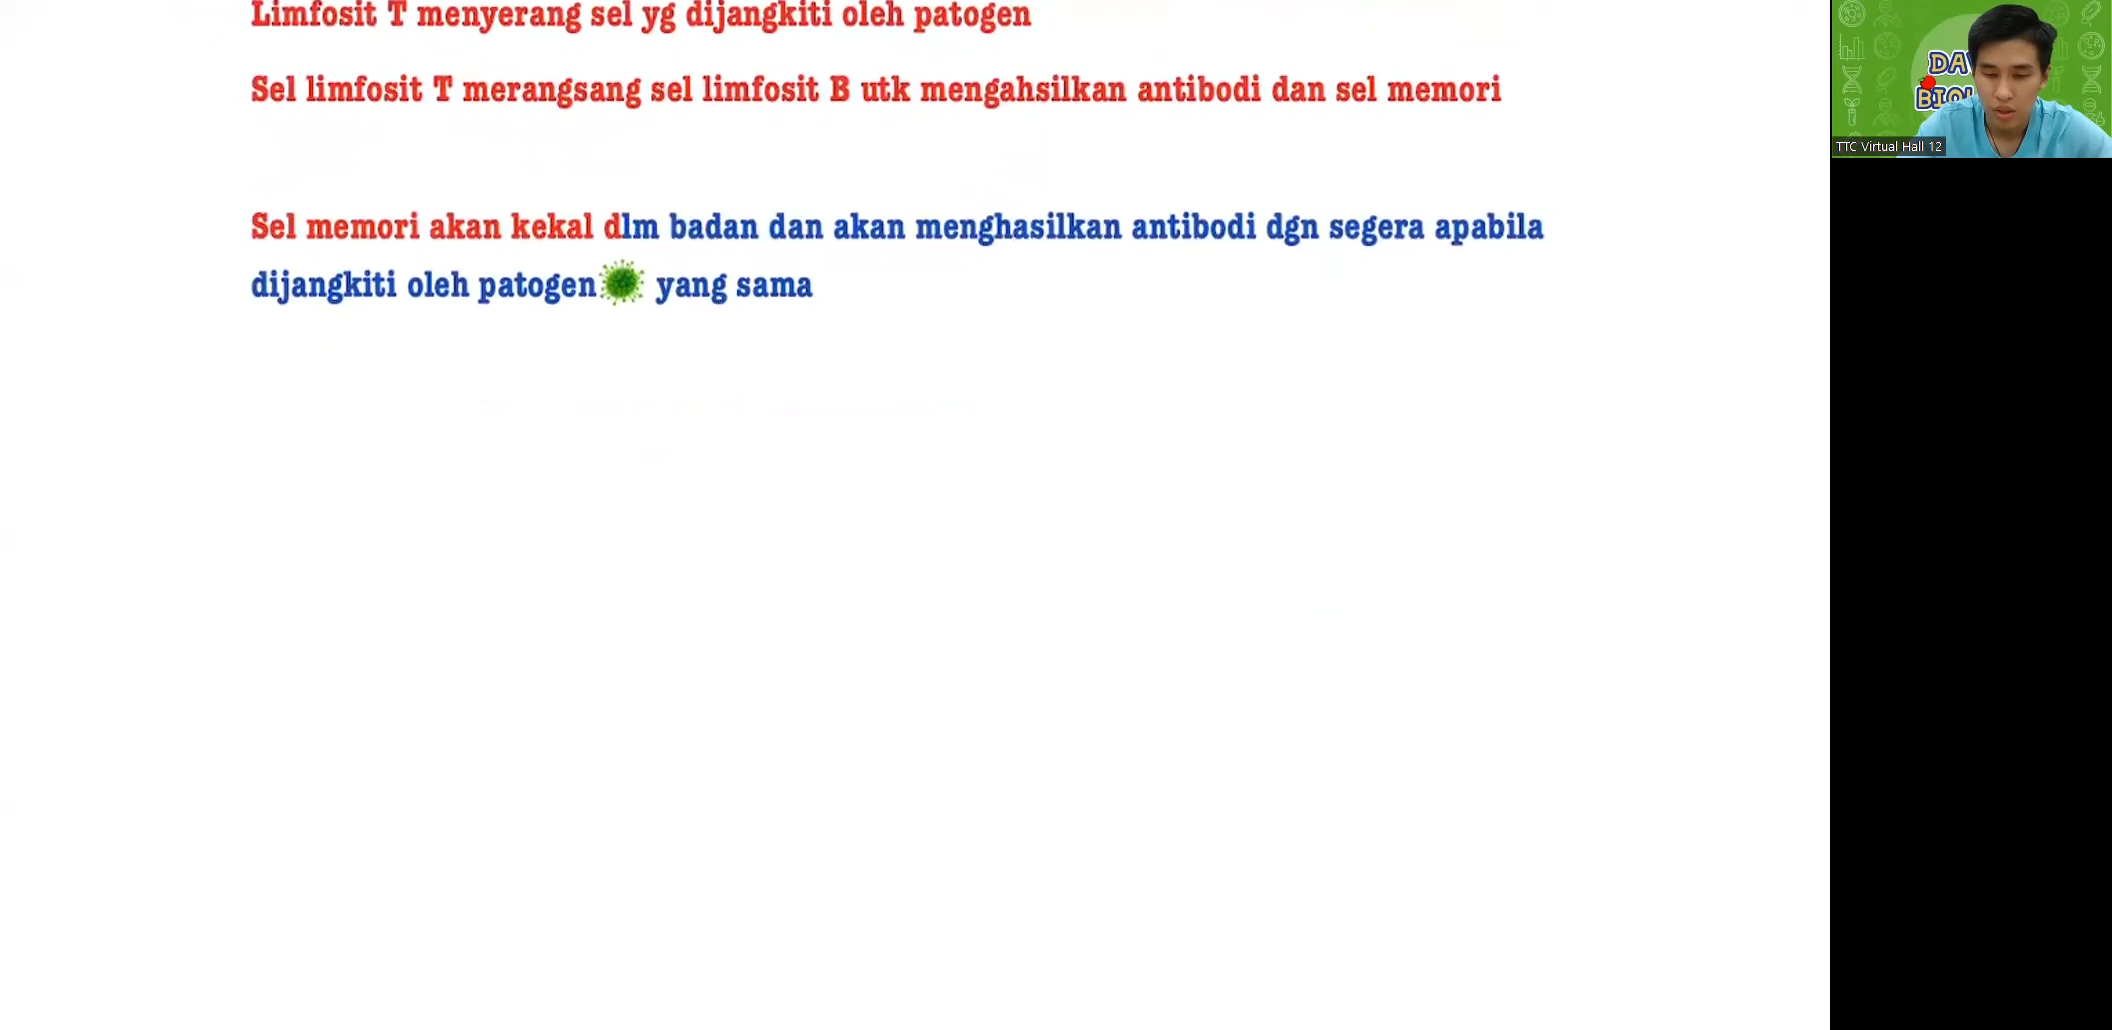 Limfosit T menyerang sel yg dijangkiti oleh patogen
Sel limfosit T merangsang sel limfosit B utk mengahsilkan antibodi dan sel memori
Sel memori akan kekal dlm badan dan akan menghasilkan antibodi dgn segera apabila
dijangkiti oleh patogen yang sama
DA
BIO
TTC Virtual Hall 12